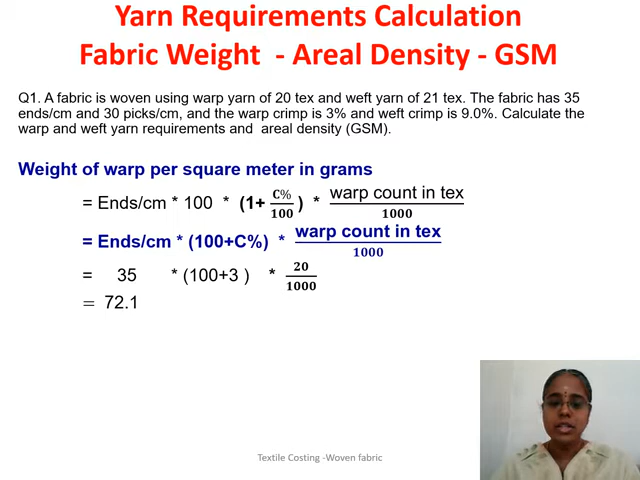 Yarn Requirements Calculation
Fabric Weight - Areal Density - GSM
Q1. A fabric is woven using warp yarn of 20 tex and weft yarn of 21 tex. The fabric has 35
ends/cm and 30 picks/cm, and the warp crimp is 3% and weft crimp is 9.0%. Calculate the
warp and weft yarn requirements and areal density (GSM).
Weight of warp per square meter in grams
= Ends/cm * 100 * (1+ C%/100 ) * warp count in tex/1000
= Ends/cm * (100+C%) * warp count in tex/1000
= 35 * (100+3 ) * 20/1000
= 72.1
Textile Costing -Woven fabric